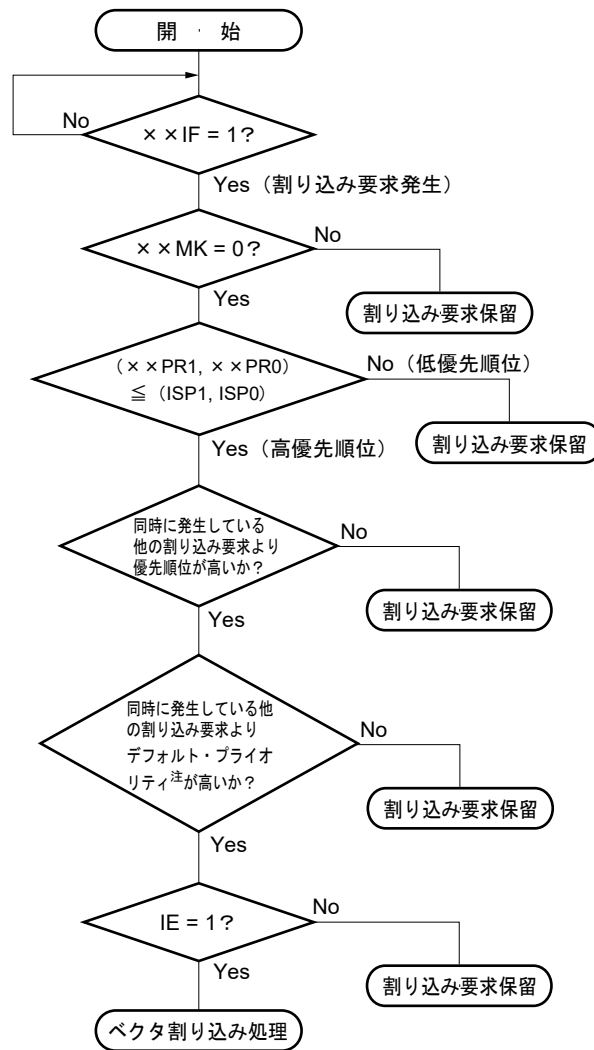 開 ・ 始
No
××IF = 1?
Yes（割り込み要求発生）
××MK = 0?
No
割り込み要求保留
Yes
（××PR1, ××PR0）
≦（ISP1, ISP0）
No（低優先順位）
割り込み要求保留
Yes（高優先順位）
同時に発生している
他の割り込み要求より
優先順位が高いか？
No
割り込み要求保留
Yes
同時に発生している他
の割り込み要求より
デフォルト・プライオ
リティ注が高いか？
No
割り込み要求保留
Yes
IE = 1?
No
割り込み要求保留
Yes
ベクタ割り込み処理